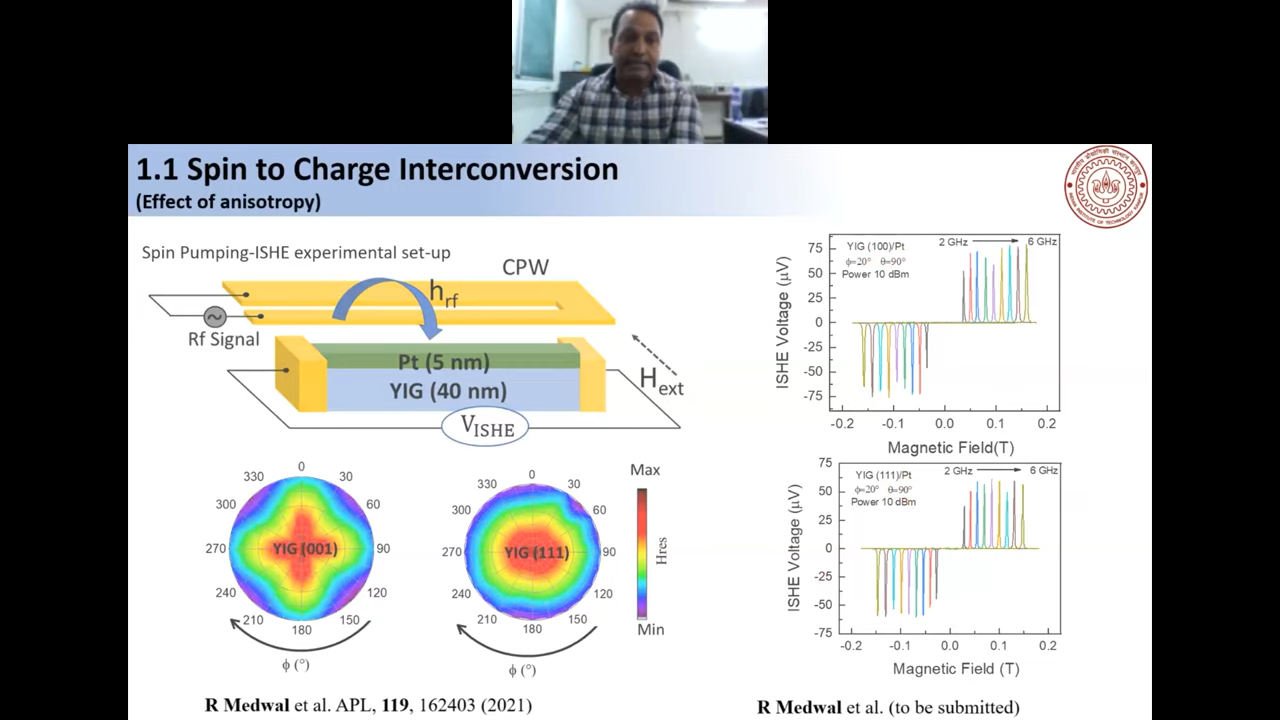 1.1 Spin to Charge Interconversion
(Effect of anisotropy)
Spin Pumping-ISHE experimental set-up
CPW
hrf
Rf Signal
Pt (5 nm)
YIG (40 nm)
Hext
VISHE
0
30
60
90
120
150
180
210
240
270
300
330
YIG (001)
ϕ (°)
0
30
60
90
120
150
180
210
240
270
300
330
YIG (111)
ϕ (°)
Max
Hres
Min
R Medwal et al. APL, 119, 162403 (2021)
ISHE Voltage (μV)
75
50
25
0
-25
-50
-75
YIG (100)/Pt
ϕ=20° θ=90°
Power 10 dBm
2 GHz
6 GHz
-0.2 -0.1 0.0 0.1 0.2
Magnetic Field(T)
ISHE Voltage (μV)
75
50
25
0
-25
-50
-75
YIG (111)/Pt
ϕ=20° θ=90°
Power 10 dBm
2 GHz
6 GHz
-0.2 -0.1 0.0 0.1 0.2
Magnetic Field (T)
R Medwal et al. (to be submitted)